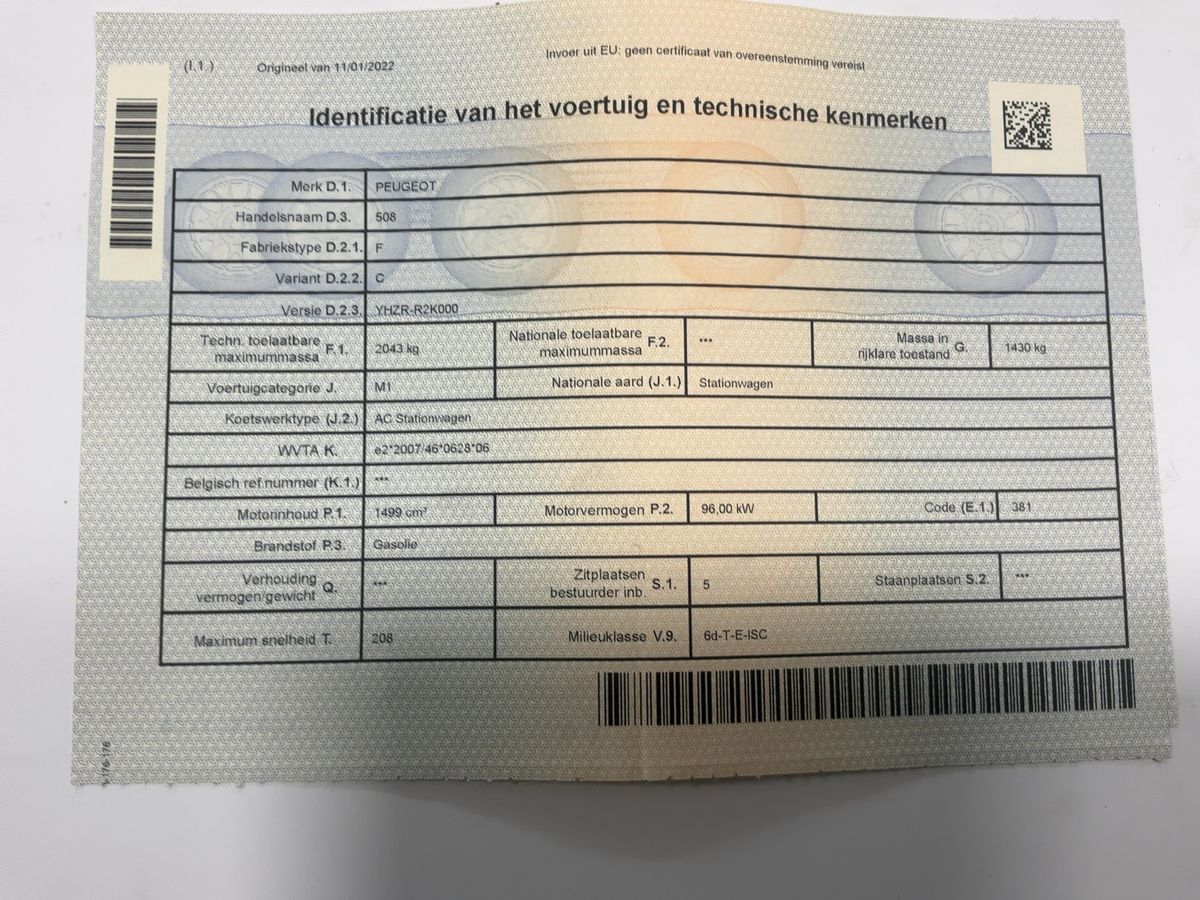 (I.1.) Origineel van 11/01/2022 Invoer uit EU: geen certificaat van overeenstemming vereist
Identificatie van het voertuig en technische kenmerken
Merk D.1. PEUGEOT
Handelsnaam D.3. 508
Fabriekstype D.2.1. F
Variant D.2.2. C
Versie D.2.3. YHZR-R2K000
Techn. toelaatbare maximummassa F.1. 2043 kg Nationale toelaatbare maximummassa F.2. *** Massa in rijklare toestand G. 1430 kg
Voertuigcategorie J. M1 Nationale aard (J.1.) Stationwagen
Koetswerktype (J.2.) AC Stationwagen
WVTA K. e2*2007/46*0628*06
Belgisch ref.nummer (K.1.) ***
Motorinhoud P.1. 1499 cm³ Motorvermogen P.2. 96,00 kW Code (E.1.) 381
Brandstof P.3. Gasolie
Verhouding vermogen/gewicht Q. *** Zitplaatsen bestuurder inb. S.1. 5 Staanplaatsen S.2. ***
Maximum snelheid T. 208 Milieuklasse V.9. 6d-T-E-ISC